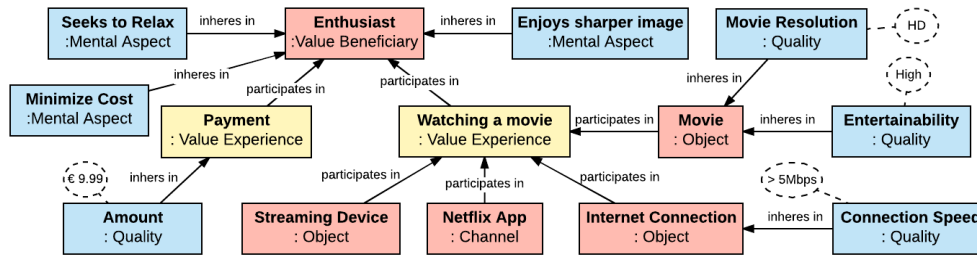 Seeks to Relax
:Mental Aspect
inheres in
Enthusiast
:Value Beneficiary
inheres in
Enjoys sharper image
:Mental Aspect
Movie Resolution
: Quality
HD
inheres in
Minimize Cost
:Mental Aspect
participates in
participates in
inheres in
High
Payment
: Value Experience
Watching a movie
: Value Experience
participates in
Movie
: Object
inheres in
Entertainability
: Quality
€ 9.99
inhers in
participates in
participates in
participates in
> 5Mbps
Amount
: Quality
Streaming Device
: Object
Netflix App
: Channel
Internet Connection
: Object
inheres in
Connection Speed
: Quality